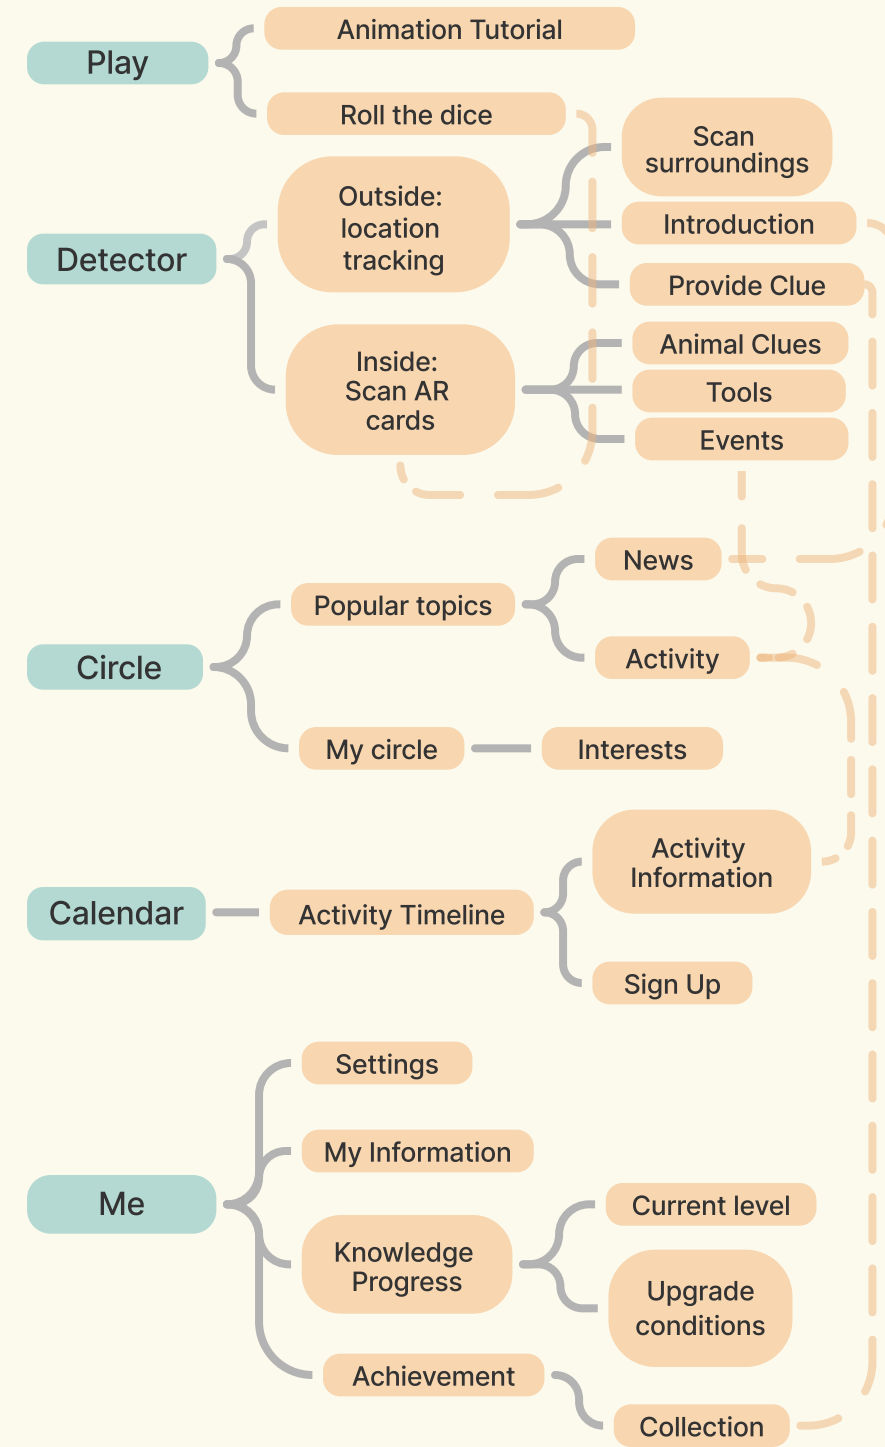 Play
Animation Tutorial
Roll the dice
Detector
Outside:
location
tracking
Scan
surroundings
Introduction
Provide Clue
Inside:
Scan AR
cards
Animal Clues
Tools
Events
Circle
Popular topics
News
Activity
My circle
Interests
Calendar
Activity Timeline
Activity
Information
Sign Up
Me
Settings
My Information
Knowledge
Progress
Current level
Upgrade
conditions
Achievement
Collection